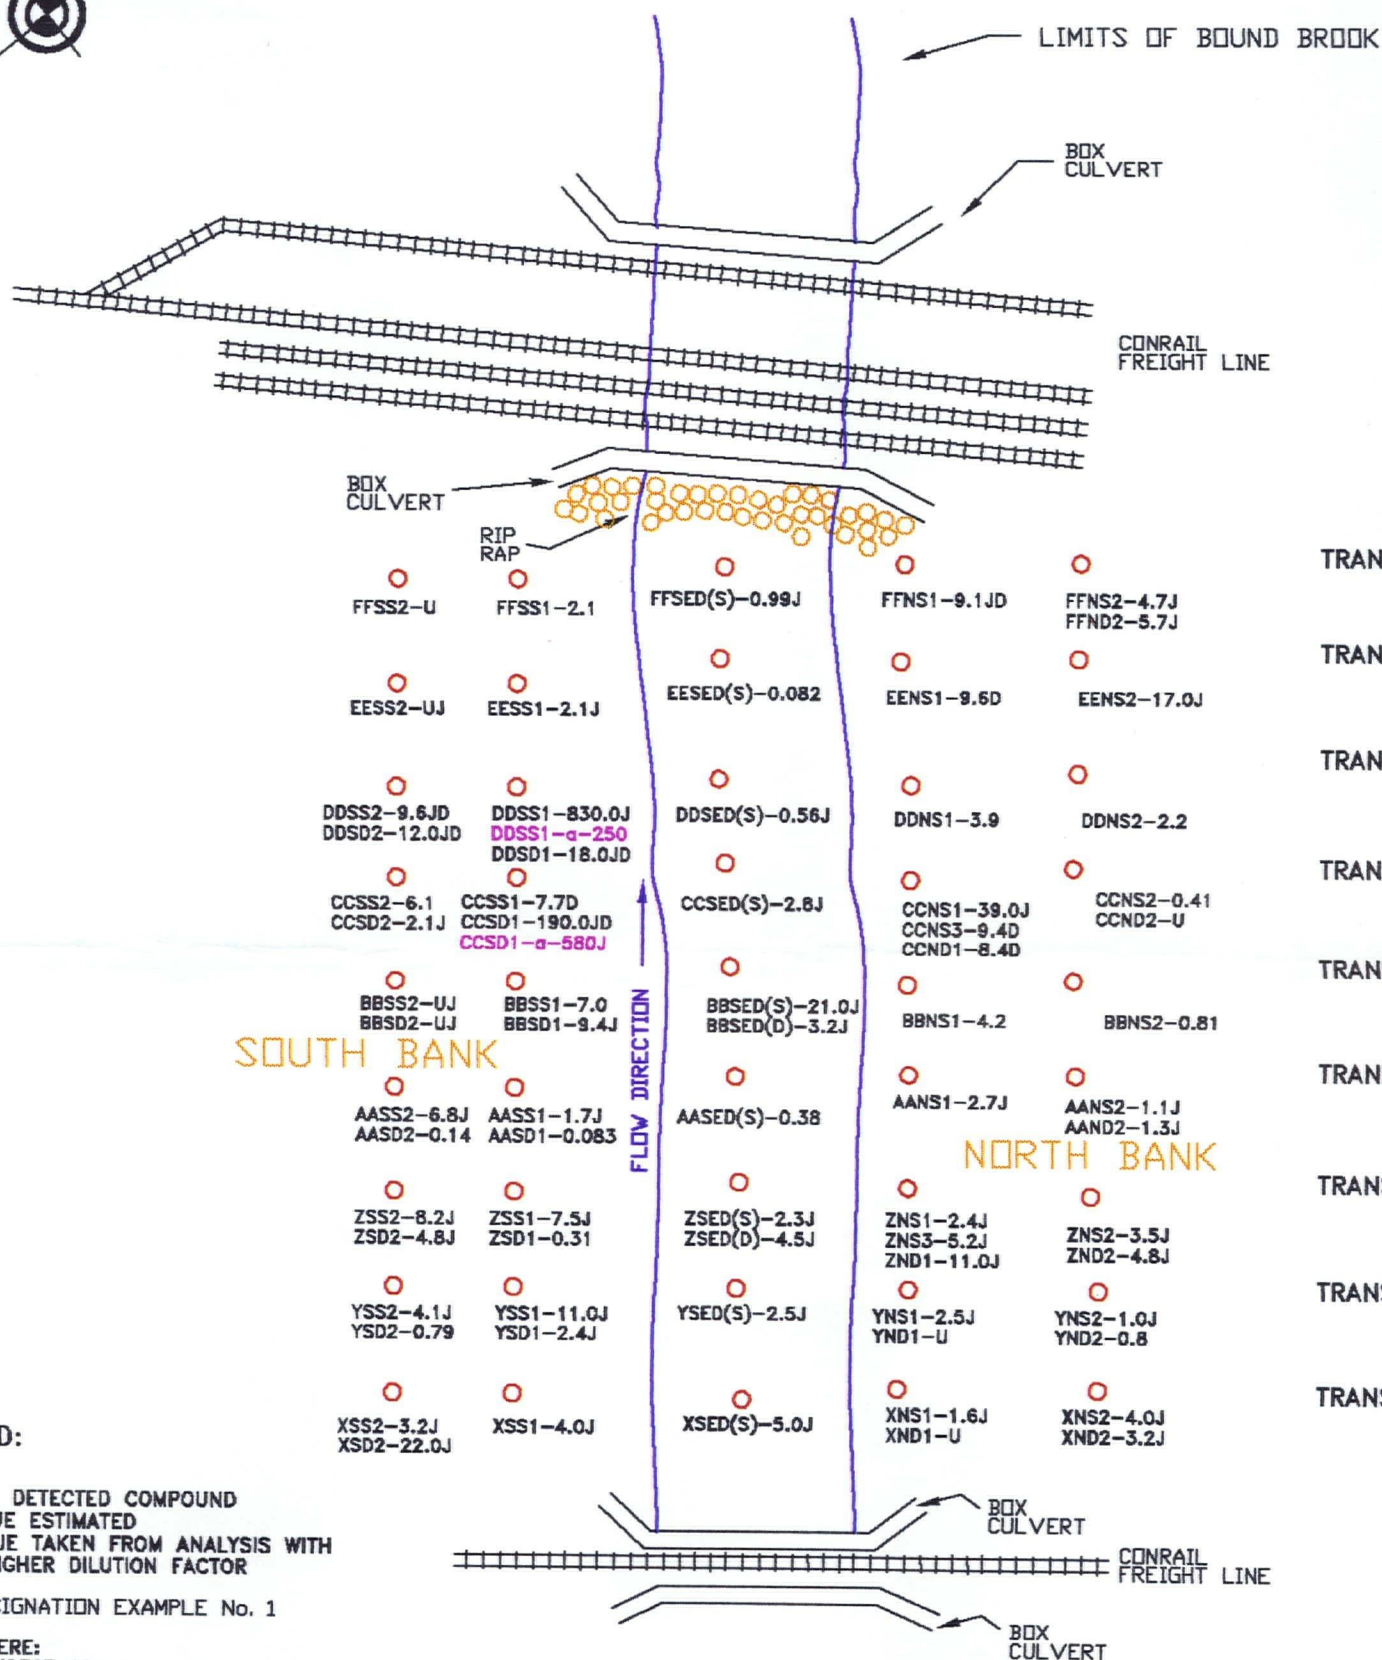 LIMITS OF BOUND BROOK
BOX
CULVERT
CONRAIL
FREIGHT LINE
BOX
CULVERT
RIP
RAP
TRAN
FFSS2-U
FFSS1-2.1
FFSED(S)-0.99J
FFNS1-9.1JD
FFNS2-4.7J
FFND2-5.7J
TRAN
EESS2-UJ
EESS1-2.1J
EESED(S)-0.082
EENS1-9.6D
EENS2-17.0J
TRAN
DDSS2-9.6JD
DDSD2-12.0JD
DDSS1-830.0J
DDSS1-a-250
DDSD1-18.0JD
DDSED(S)-0.56J
DDNS1-3.9
DDNS2-2.2
TRAN
CCSS2-6.1
CCSD2-2.1J
CCSS1-7.7D
CCSD1-190.0JD
CCSD1-a-580J
CCSED(S)-2.8J
CCNS1-39.0J
CCNS3-9.4D
CCND1-8.4D
CCNS2-0.41
CCND2-U
TRAN
BBSS2-UJ
BBSD2-UJ
BBSS1-7.0
BBSD1-9.4J
BBSED(S)-21.0J
BBSED(D)-3.2J
BBNS1-4.2
BBNS2-0.81
SOUTH BANK
FLOW DIRECTION
TRAN
AASS2-6.8J
AASD2-0.14
AASS1-1.7J
AASD1-0.083
AASED(S)-0.38
AANS1-2.7J
AANS2-1.1J
AAND2-1.3J
NORTH BANK
TRANS
ZSS2-8.2J
ZSD2-4.8J
ZSS1-7.5J
ZSD1-0.31
ZSED(S)-2.3J
ZSED(D)-4.5J
ZNS1-2.4J
ZNS3-5.2J
ZND1-11.0J
ZNS2-3.5J
ZND2-4.8J
TRANS
YSS2-4.1J
YSD2-0.79
YSS1-11.0J
YSD1-2.4J
YSED(S)-2.5J
YNS1-2.5J
YND1-U
YNS2-1.0J
YND2-0.8
TRANS
XSS2-3.2J
XSD2-22.0J
XSS1-4.0J
XSED(S)-5.0J
XNS1-1.6J
XND1-U
XNS2-4.0J
XND2-3.2J
D:
DETECTED COMPOUND
UE ESTIMATED
UE TAKEN FROM ANALYSIS WITH
IGHER DILUTION FACTOR
SIGNATION EXAMPLE No. 1
ERE:
BOX
CULVERT
CONRAIL
FREIGHT LINE
BOX
CULVERT